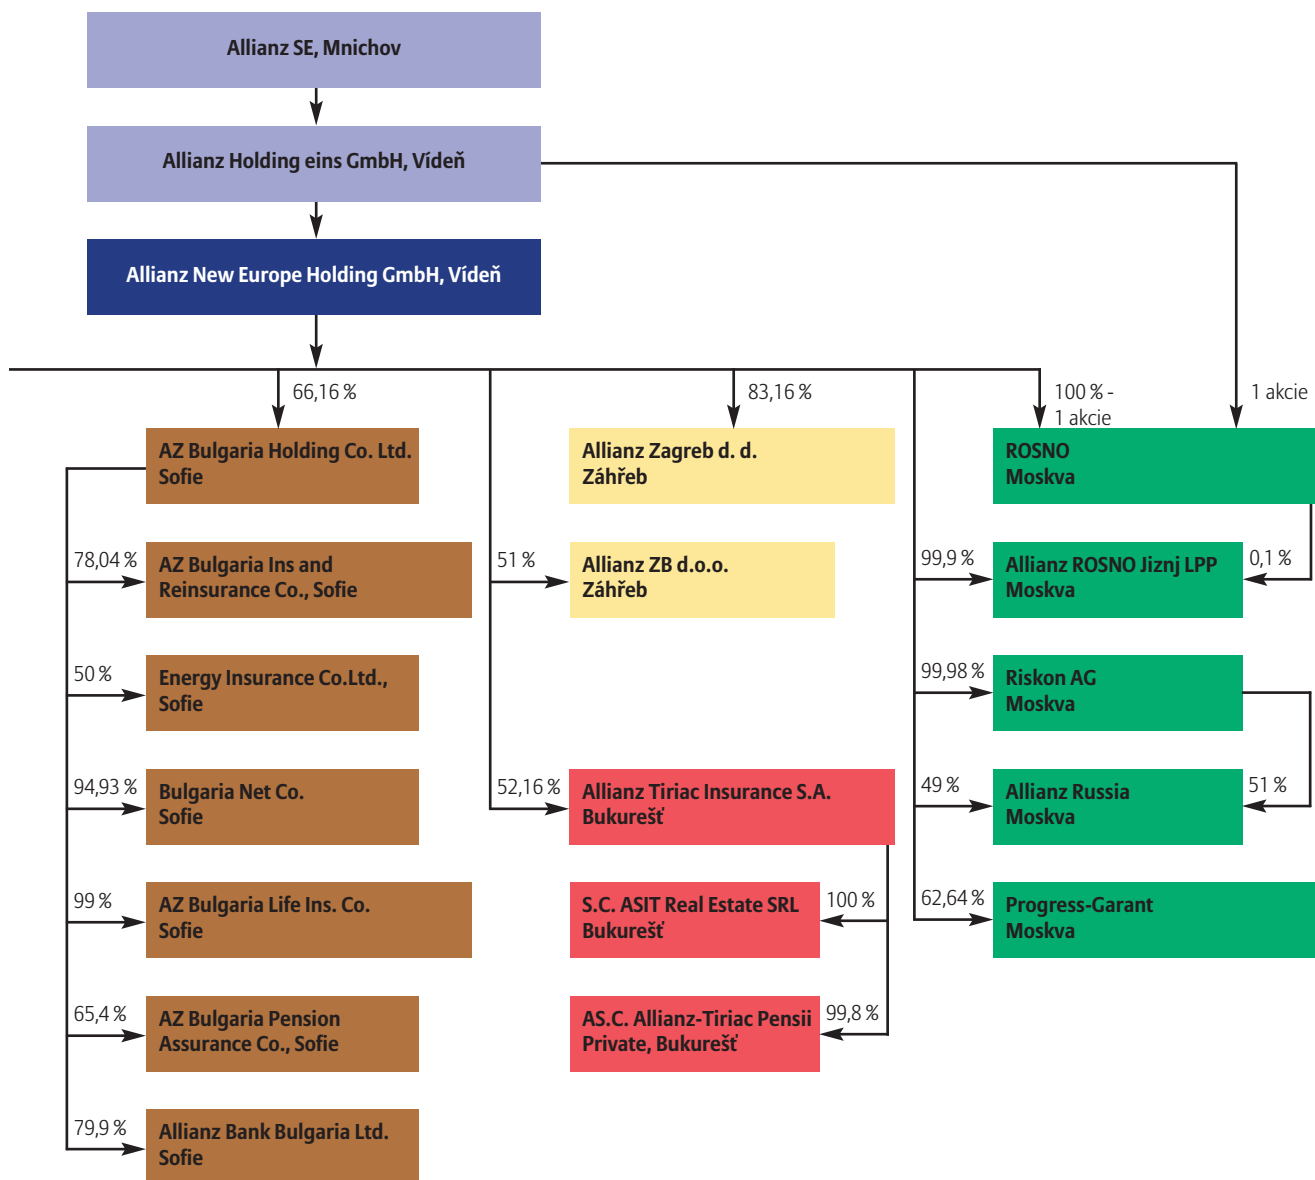 Allianz SE, Mnichov
Allianz Holding eins GmbH, Vídeň
Allianz New Europe Holding GmbH, Vídeň
66,16 %
83,16 %
100 % -
1 akcie
1 akcie
AZ Bulgaria Holding Co. Ltd.
Sofie
Allianz Zagreb d. d.
Záhřeb
ROSNO
Moskva
78,04 %
AZ Bulgaria Ins and
Reinsurance Co., Sofie
51 %
Allianz ZB d.o.o.
Záhřeb
99,9 %
Allianz ROSNO Jiznj LPP
Moskva
0,1 %
50 %
Energy Insurance Co.Ltd.,
Sofie
99,98 %
Riskon AG
Moskva
94,93 %
Bulgaria Net Co.
Sofie
52,16 %
Allianz Tiriac Insurance S.A.
Bukurešť
49 %
Allianz Russia
Moskva
51 %
99 %
AZ Bulgaria Life Ins. Co.
Sofie
S.C. ASIT Real Estate SRL
Bukurešť
100 %
62,64 %
Progress-Garant
Moskva
65,4 %
AZ Bulgaria Pension
Assurance Co., Sofie
AS.C. Allianz-Tiriac Pensii
Private, Bukurešť
99,8 %
79,9 %
Allianz Bank Bulgaria Ltd.
Sofie